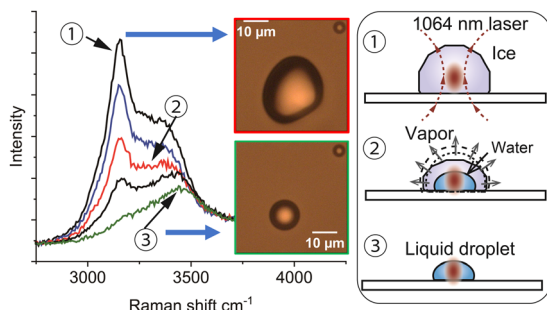 Intensity
3000
3500
4000
Raman shift cm-1
①
②
③
10 µm
10 µm
①
1064 nm laser
Ice
②
Vapor
Water
③
Liquid droplet